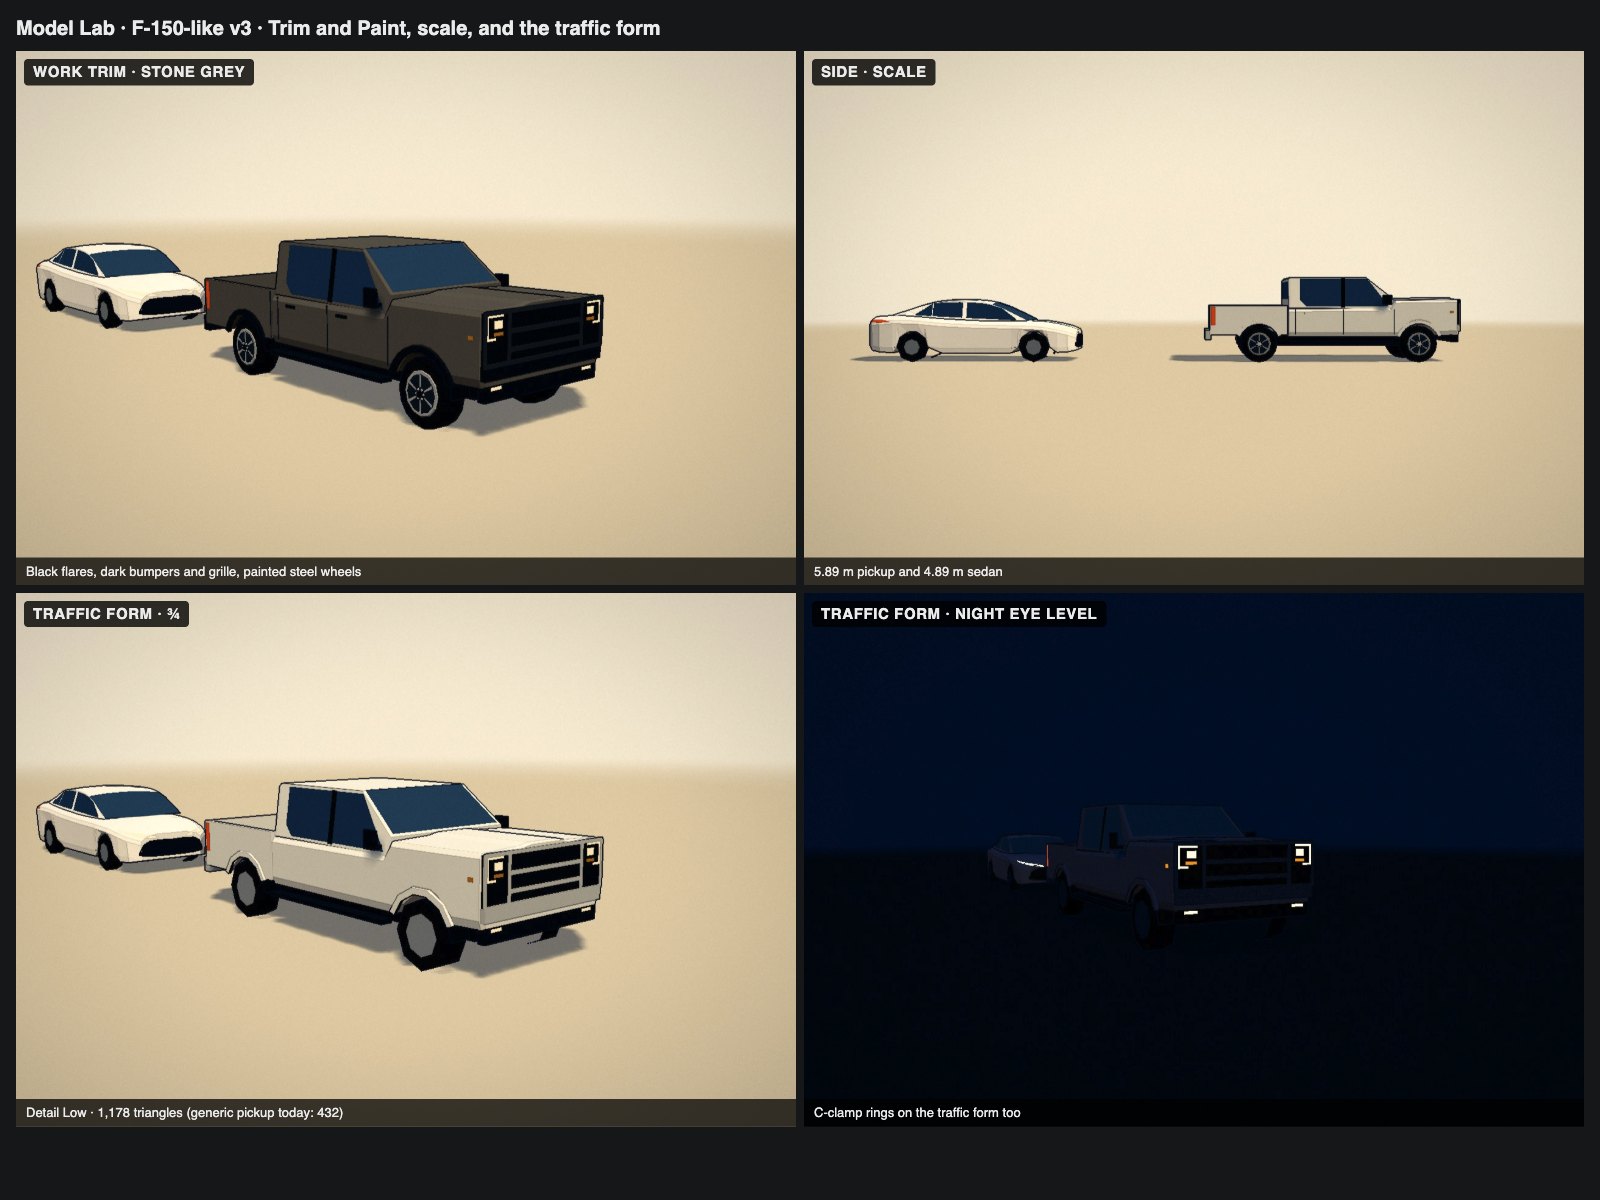 Model Lab · F-150-like v3 · Trim and Paint, scale, and the traffic form
WORK TRIM · STONE GREY
SIDE · SCALE
Black flares, dark bumpers and grille, painted steel wheels
5.89 m pickup and 4.89 m sedan
TRAFFIC FORM · ¾
TRAFFIC FORM · NIGHT EYE LEVEL
Detail Low · 1,178 triangles (generic pickup today: 432)
C-clamp rings on the traffic form too